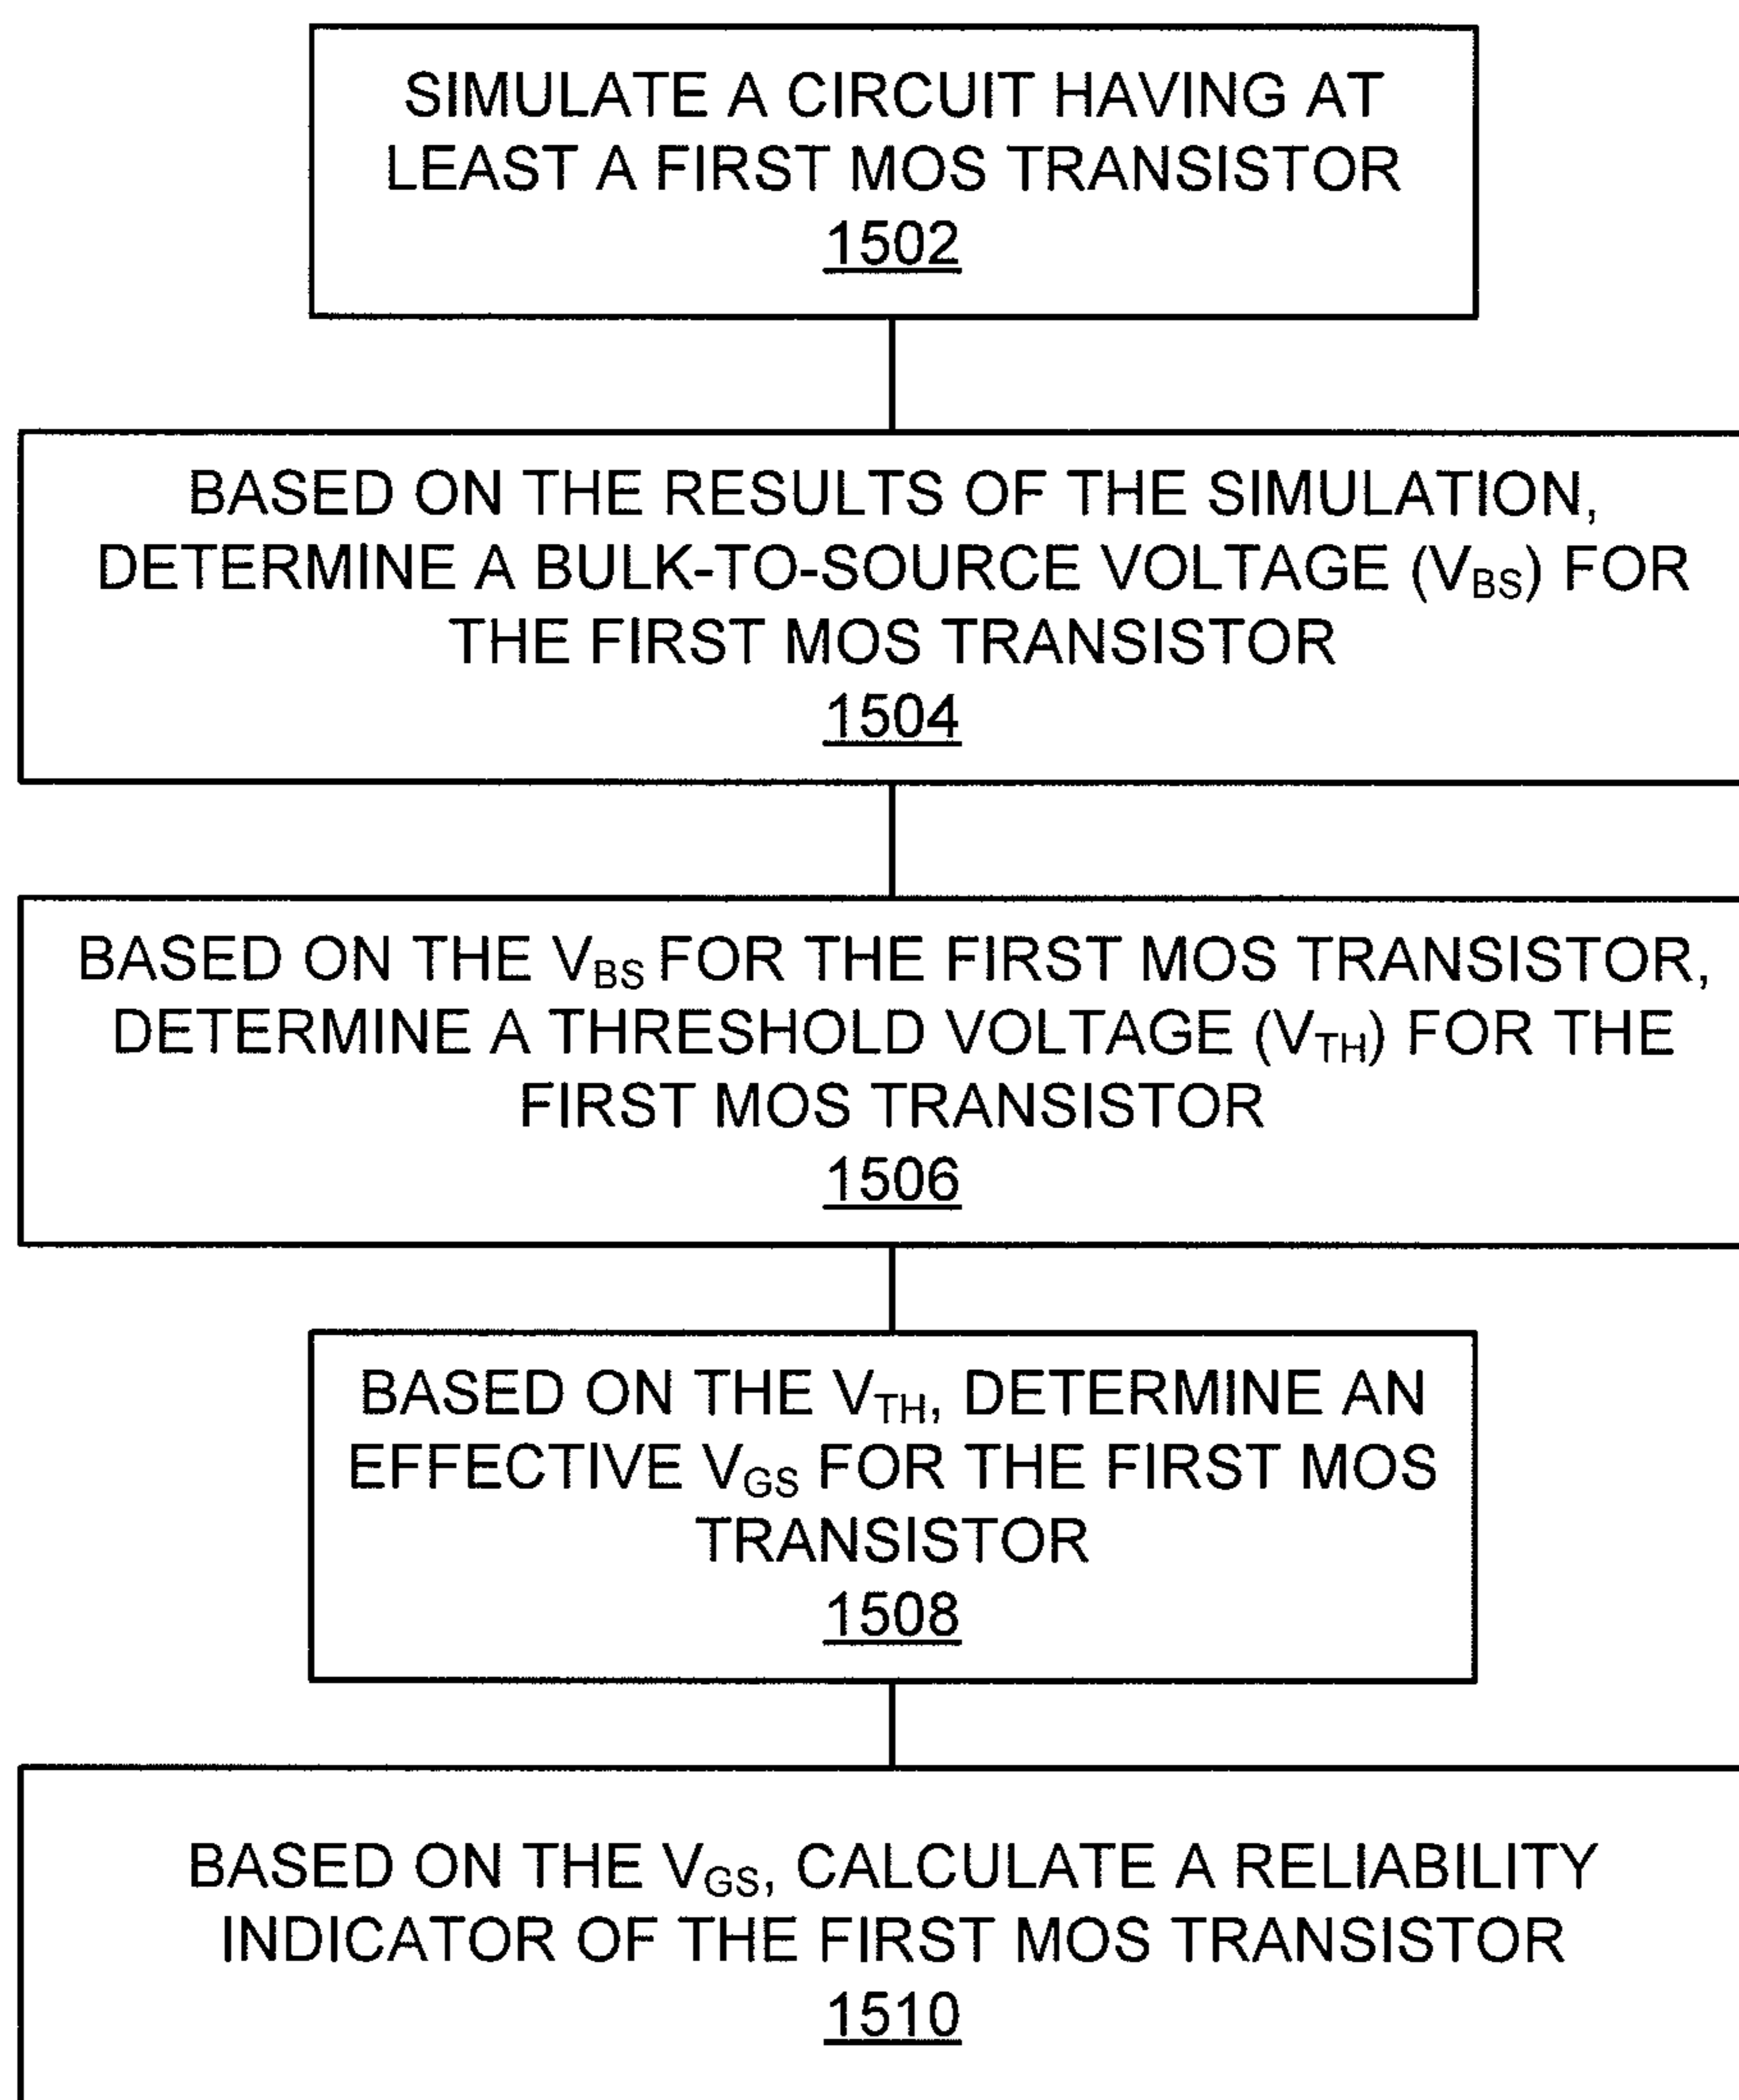 SIMULATE A CIRCUIT HAVING AT
LEAST A FIRST MOS TRANSISTOR
1502
BASED ON THE RESULTS OF THE SIMULATION,
DETERMINE A BULK-TO-SOURCE VOLTAGE (VBS) FOR
THE FIRST MOS TRANSISTOR
1504
BASED ON THE VBS FOR THE FIRST MOS TRANSISTOR,
DETERMINE A THRESHOLD VOLTAGE (VTH) FOR THE
FIRST MOS TRANSISTOR
1506
BASED ON THE VTH, DETERMINE AN
EFFECTIVE VGS FOR THE FIRST MOS
TRANSISTOR
1508
BASED ON THE VGS, CALCULATE A RELIABILITY
INDICATOR OF THE FIRST MOS TRANSISTOR
1510